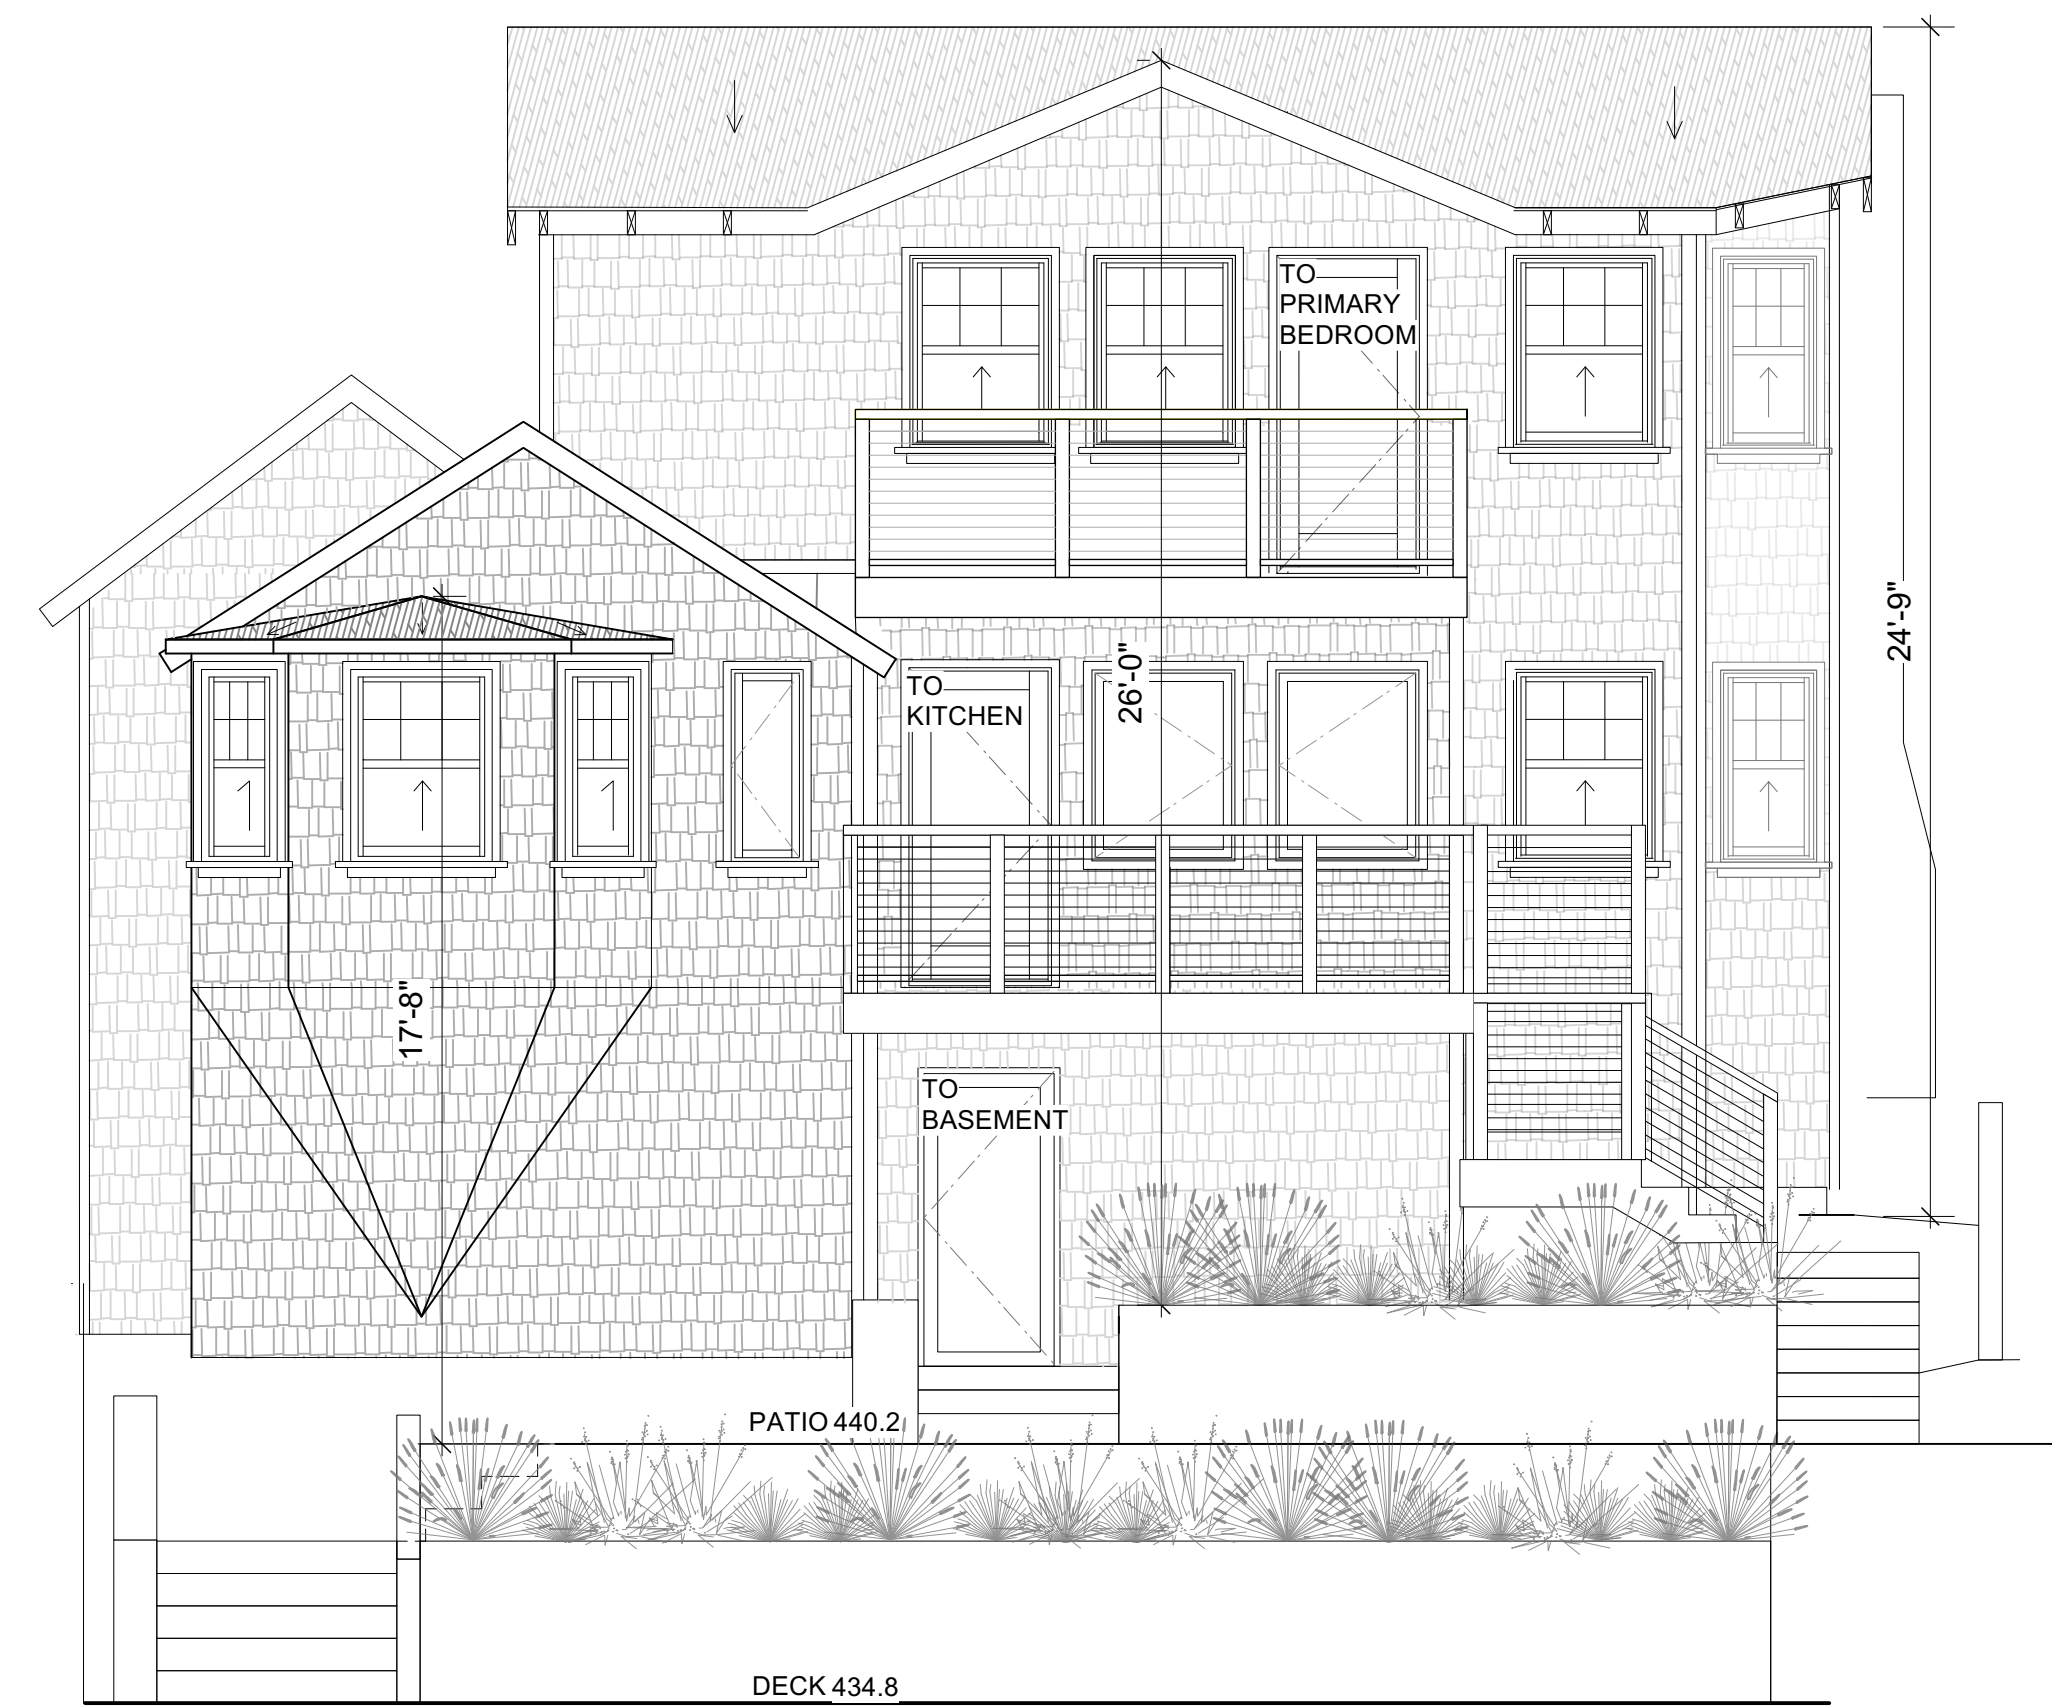 TO
PRIMARY
BEDROOM
24'-9"
TO
KITCHEN
26'-0"
17'-8"
TO
BASEMENT
PATIO 440.2
DECK 434.8